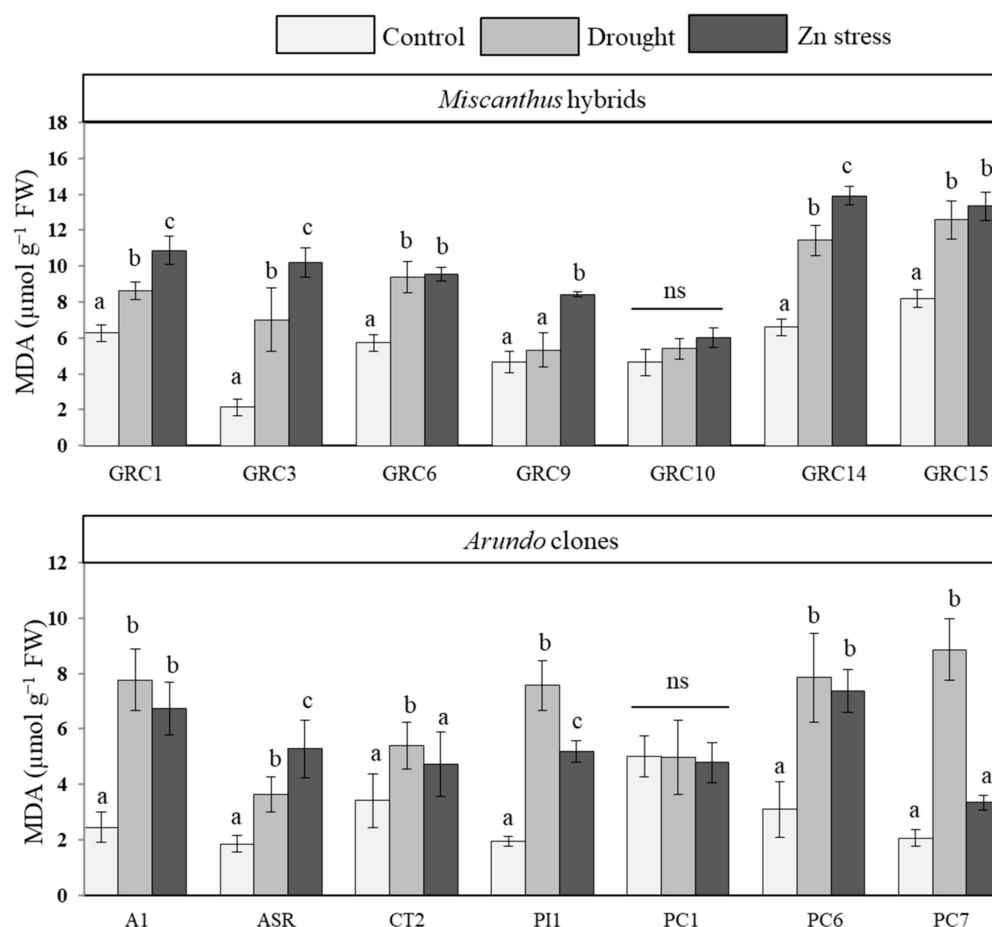 Control Drought Zn stress
Miscanthus hybrids
MDA (µmol g⁻¹ FW)
18
16
14
12
10
8
6
4
2
0
a b c
a b c
a b b
a a b
ns
a b c
a b b
GRC1 GRC3 GRC6 GRC9 GRC10 GRC14 GRC15
Arundo clones
MDA (µmol g⁻¹ FW)
12
10
8
6
4
2
0
a b b
a b c
a b a
a b c
ns
a b b
a b a
A1 ASR CT2 PI1 PC1 PC6 PC7